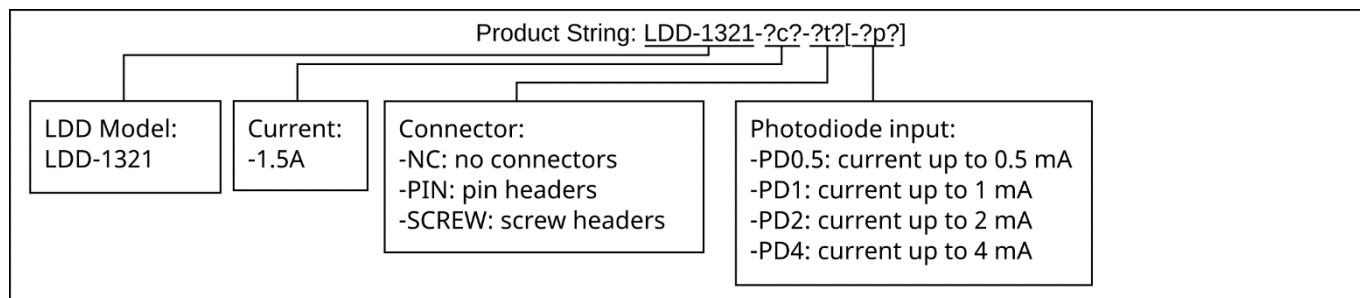 Product String: LDD-1321-?c?-?t?[-?p?]
LDD Model:
LDD-1321
Current:
-1.5A
Connector:
-NC: no connectors
-PIN: pin headers
-SCREW: screw headers
Photodiode input:
-PD0.5: current up to 0.5 mA
-PD1: current up to 1 mA
-PD2: current up to 2 mA
-PD4: current up to 4 mA